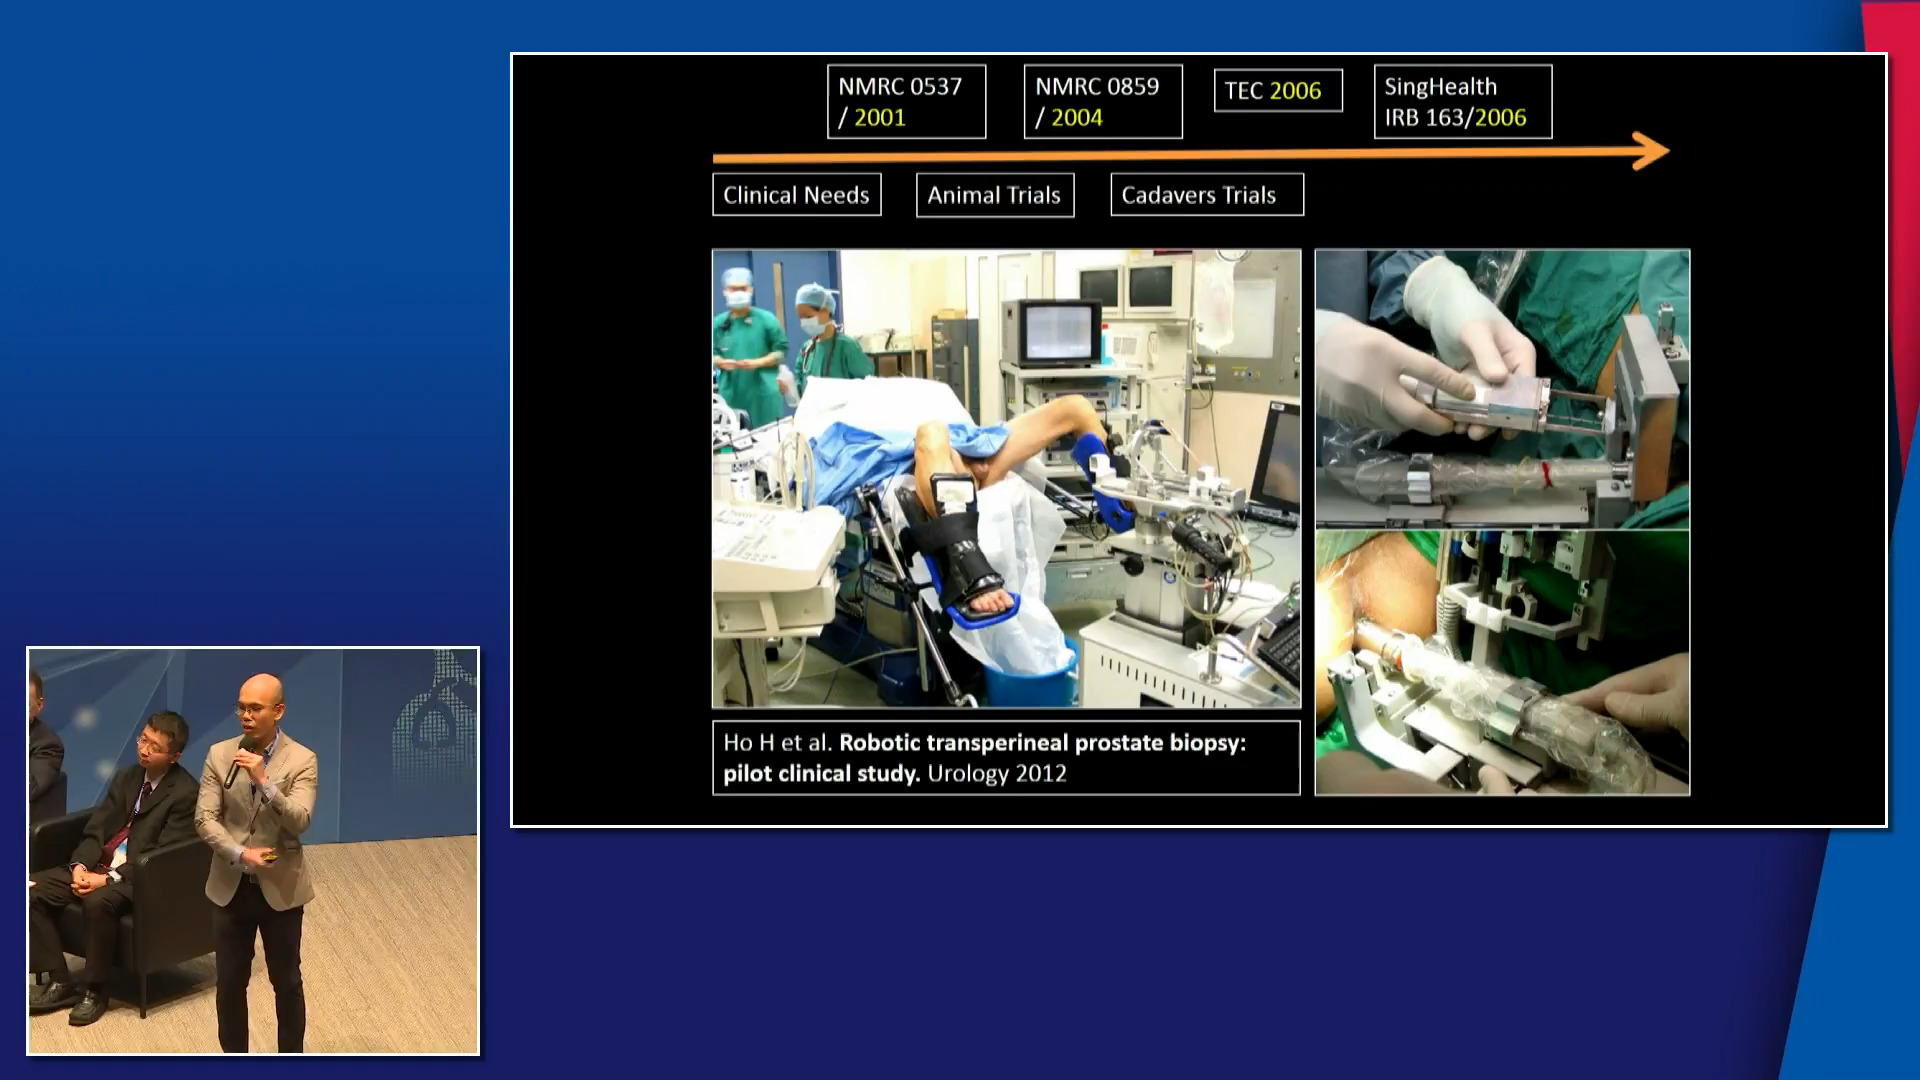 NMRC 0537
/ 2001
NMRC 0859
/ 2004
TEC 2006
SingHealth
IRB 163/2006
Clinical Needs
Animal Trials
Cadavers Trials
Ho H et al. Robotic transperineal prostate biopsy:
pilot clinical study. Urology 2012